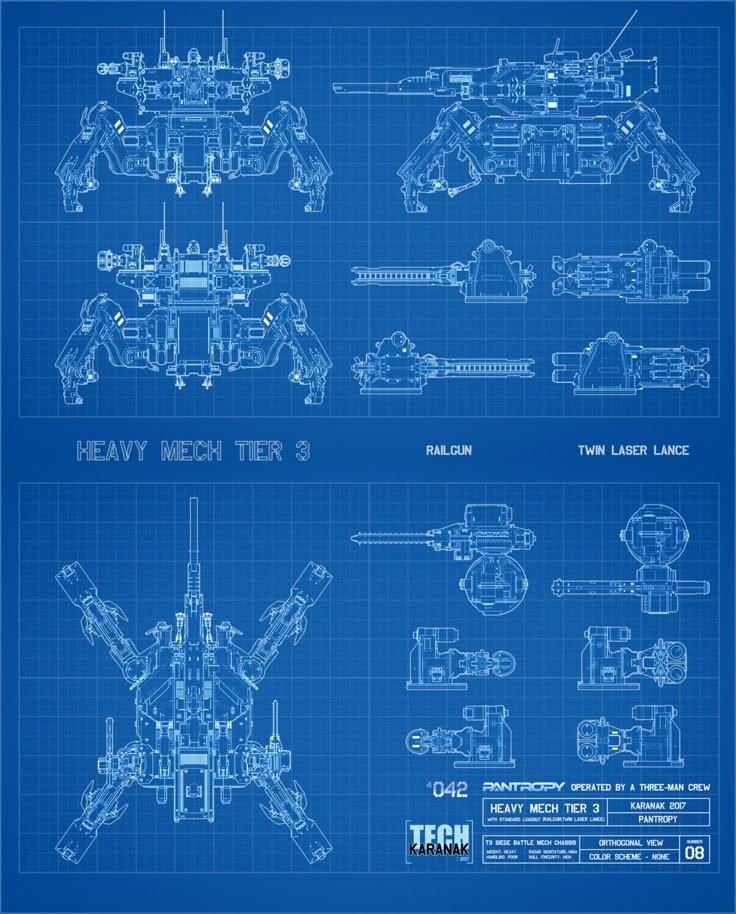 HEAVY MECH TIER 3
RAILGUN
TWIN LASER LANCE
042
PANTROPY OPERATED BY A THREE-MAN CREW
HEAVY MECH TIER 3
WITH STANDARD LOADOUT (RAILGUN,TWIN LASER LANCE)
KARANAK 2017
PANTROPY
TECH
KARANAK
2017
T3 SIEGE BATTLE MECH CHASSIS
WEIGHT: HEAVY RADAR SIGNTATURE: HIGH
HANDLING: POOR HULL ITNEGRITY: HIGH
ORTHOGONAL VIEW
COLOR SCHEME - NONE
NUMBER
08